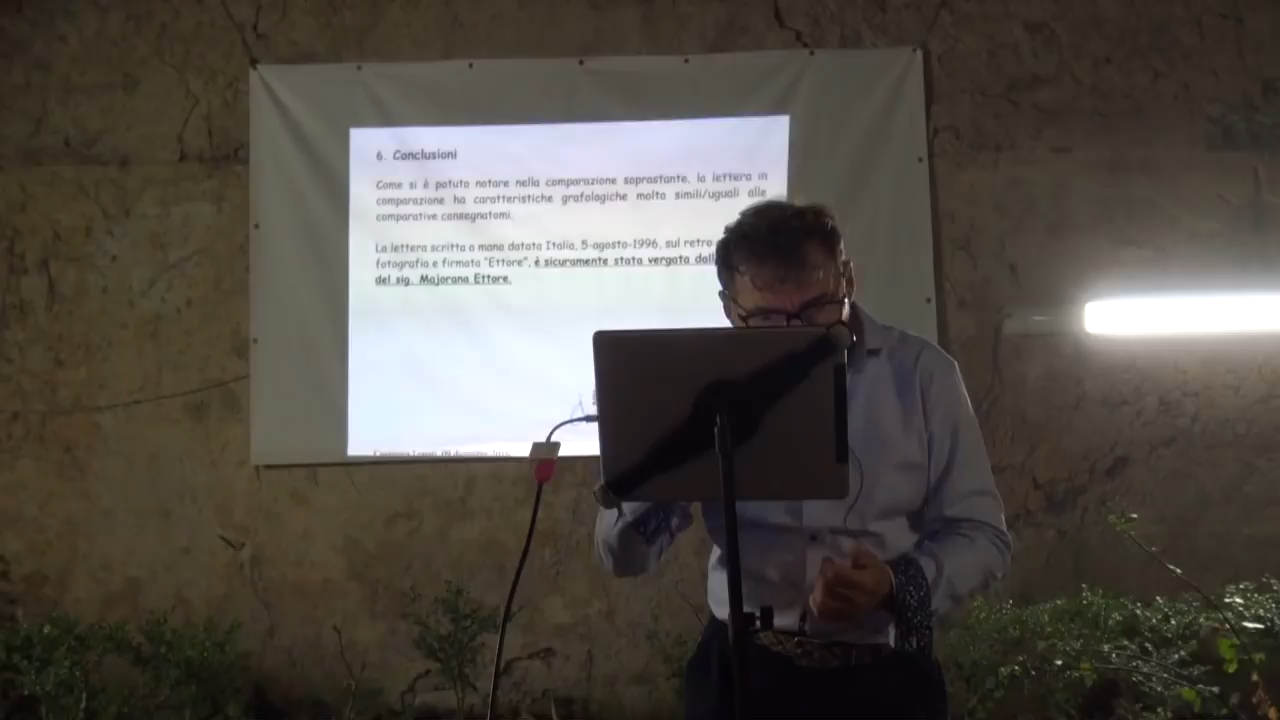 6. Conclusioni
Come si è potuto notare nella comparazione soprastante, la lettera in
comparazione ha caratteristiche grafologiche molto simili/uguali alle
comparative consegnatomi.
La lettera scritta a mano datata Italia, 5-agosto-1996, sul retro
fotografia e firmata "Ettore", è sicuramente stata vergata
del sig. Majorana Ettore.